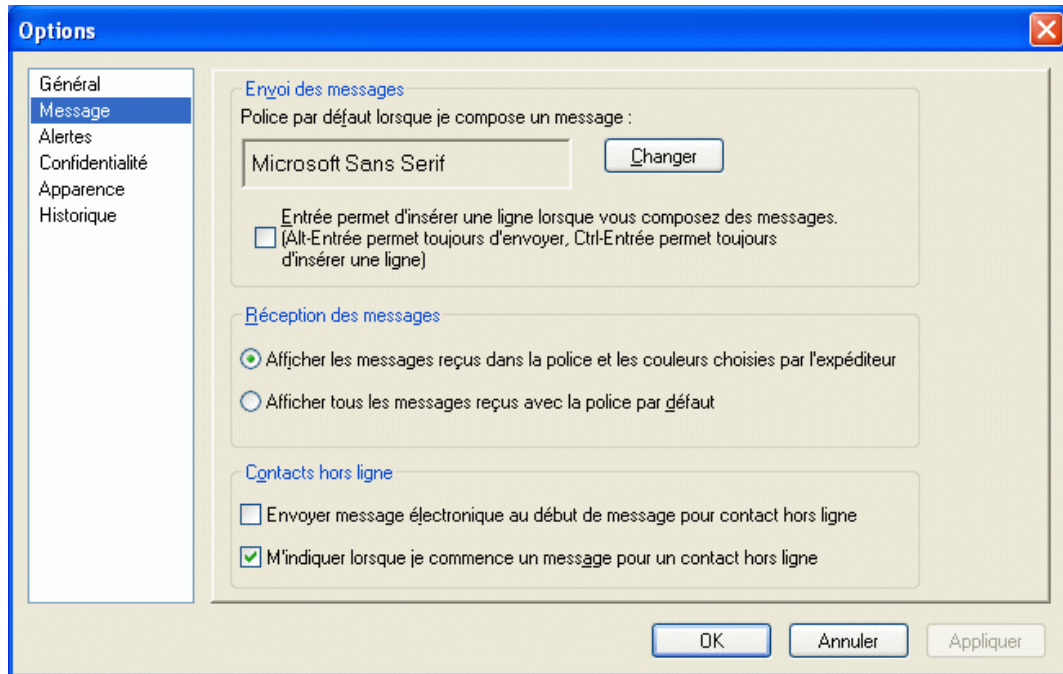 Options
Général
Message
Alertes
Confidentialité
Apparence
Historique
Envoi des messages
Police par défaut lorsque je compose un message :
Microsoft Sans Serif
Changer
Entrée permet d'insérer une ligne lorsque vous composez des messages.
(Alt-Entrée permet toujours d'envoyer, Ctrl-Entrée permet toujours
d'insérer une ligne)
Réception des messages
Afficher les messages reçus dans la police et les couleurs choisies par l'expéditeur
Afficher tous les messages reçus avec la police par défaut
Contacts hors ligne
Envoyer message électronique au début de message pour contact hors ligne
M'indiquer lorsque je commence un message pour un contact hors ligne
OK
Annuler
Appliquer